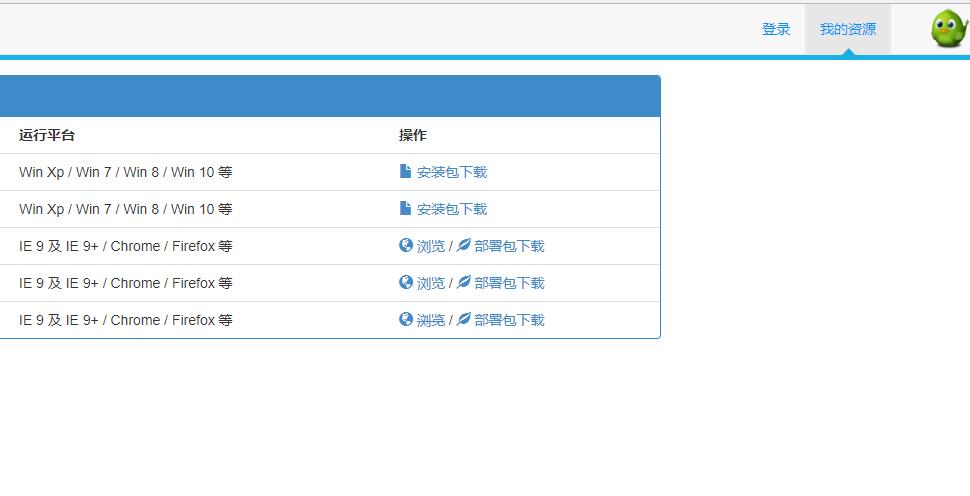 登录 我的资源
运行平台 操作
Win Xp / Win 7 / Win 8 / Win 10 等 安装包下载
Win Xp / Win 7 / Win 8 / Win 10 等 安装包下载
IE 9 及 IE 9+ / Chrome / Firefox 等 浏览 / 部署包下载
IE 9 及 IE 9+ / Chrome / Firefox 等 浏览 / 部署包下载
IE 9 及 IE 9+ / Chrome / Firefox 等 浏览 / 部署包下载